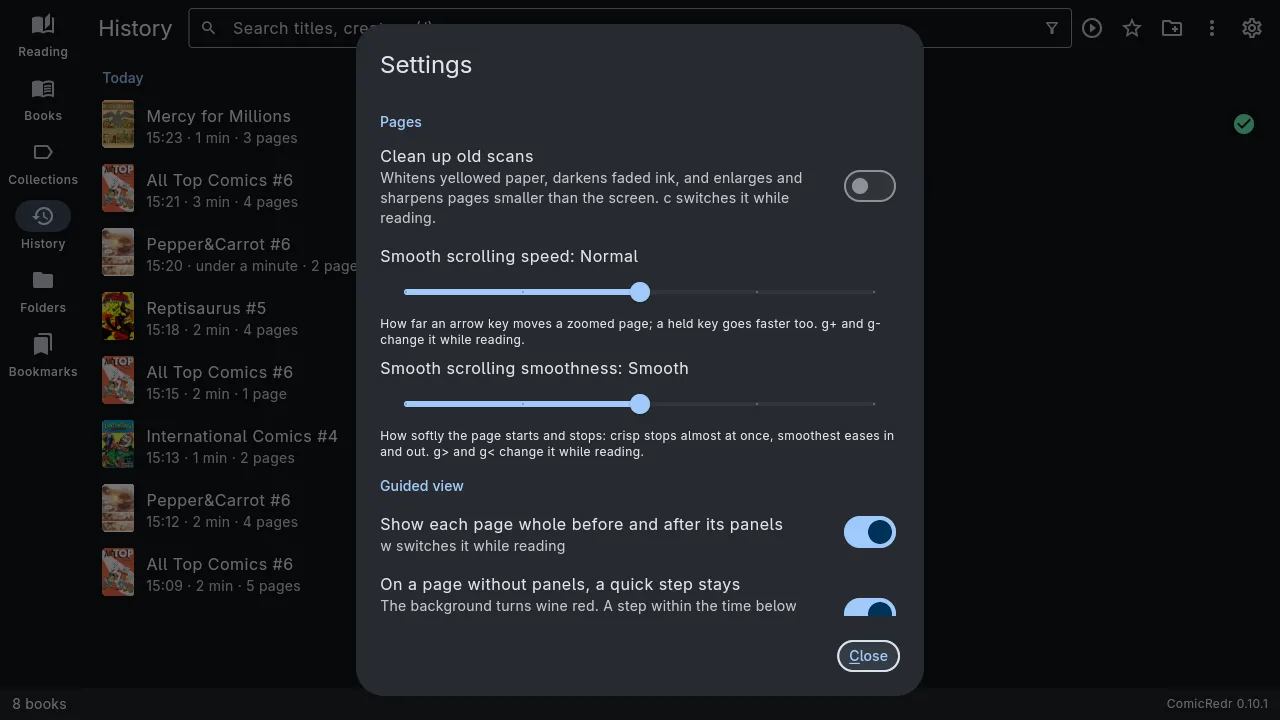 Reading
History
Search titles, crea
Books
Collections
History
Folders
Bookmarks
Today
Mercy for Millions
15:23 · 1 min · 3 pages
All Top Comics #6
15:21 · 3 min · 4 pages
Pepper&Carrot #6
15:20 · under a minute · 2 page
Reptisaurus #5
15:18 · 2 min · 4 pages
All Top Comics #6
15:15 · 2 min · 1 page
International Comics #4
15:13 · 1 min · 2 pages
Pepper&Carrot #6
15:12 · 2 min · 4 pages
All Top Comics #6
15:09 · 2 min · 5 pages
Settings
Pages
Clean up old scans
Whitens yellowed paper, darkens faded ink, and enlarges and
sharpens pages smaller than the screen. c switches it while
reading.
Smooth scrolling speed: Normal
How far an arrow key moves a zoomed page; a held key goes faster too. g+ and g-
change it while reading.
Smooth scrolling smoothness: Smooth
How softly the page starts and stops: crisp stops almost at once, smoothest eases in
and out. g> and g< change it while reading.
Guided view
Show each page whole before and after its panels
w switches it while reading
On a page without panels, a quick step stays
The background turns wine red. A step within the time below
Close
8 books
ComicRedr 0.10.1